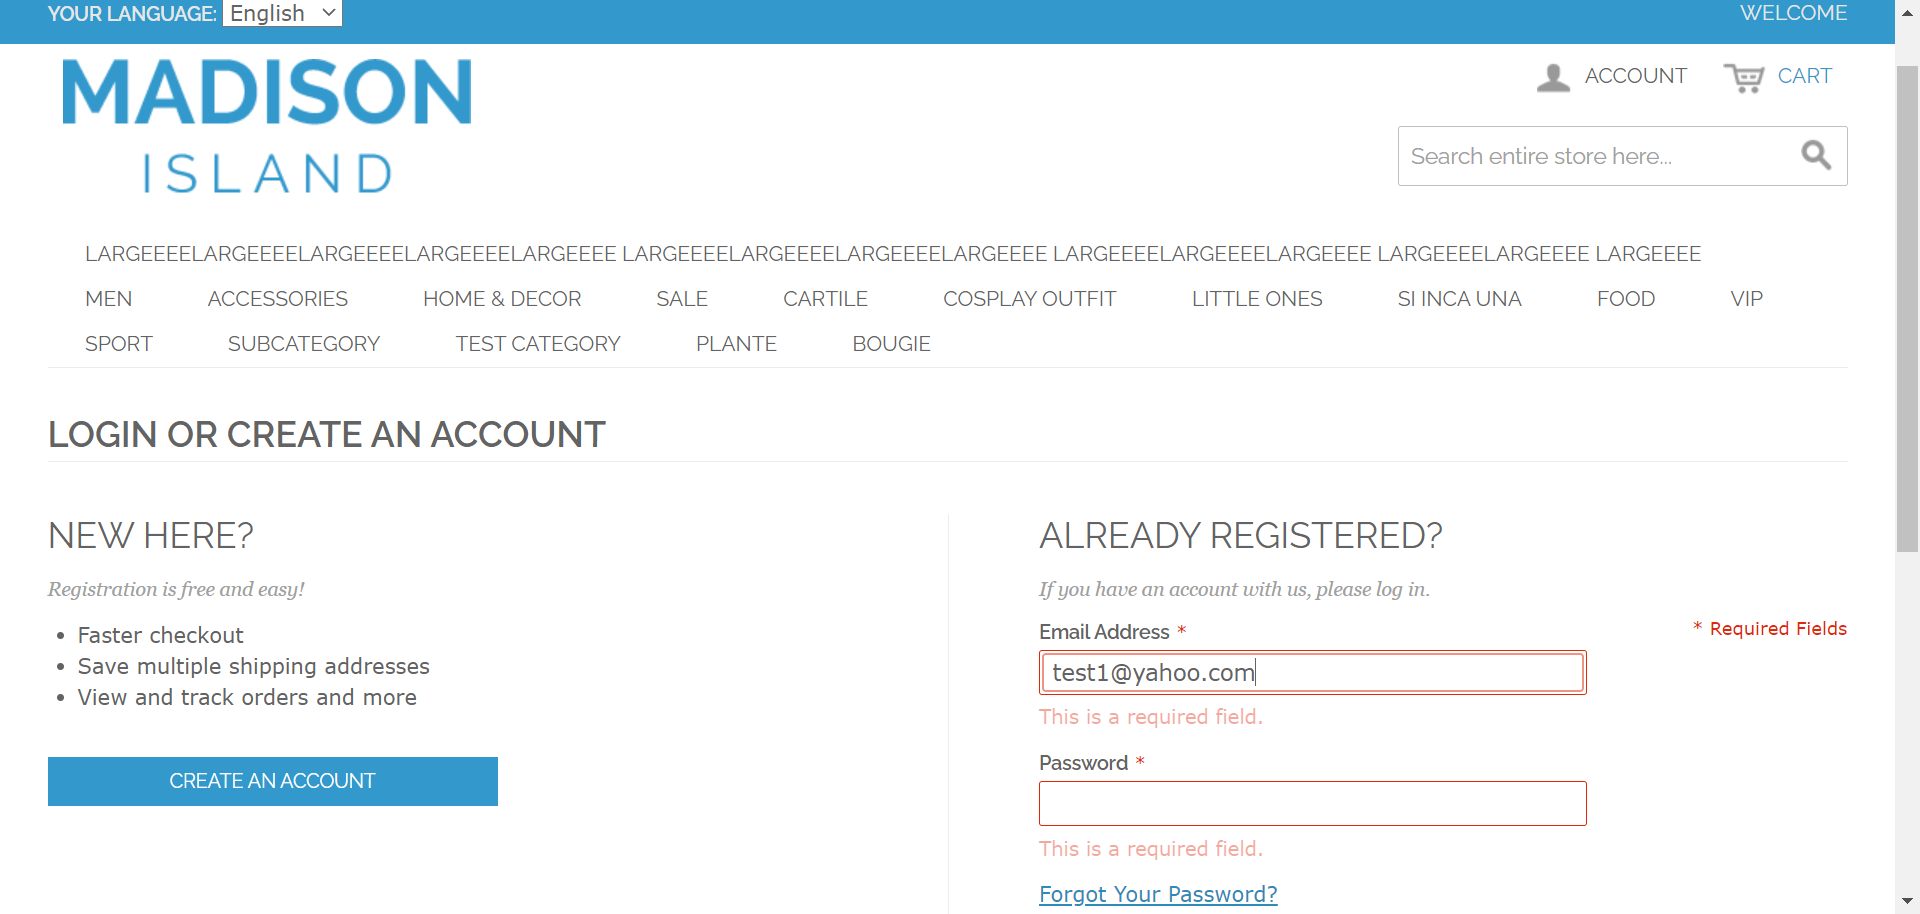 YOUR LANGUAGE: English
WELCOME
MADISON
ISLAND
ACCOUNT CART
Search entire store here...
LARGEEEELARGEEEELARGEEEELARGEEEELARGEEEE LARGEEEELARGEEEELARGEEEELARGEEEE LARGEEEELARGEEEELARGEEEE LARGEEEELARGEEEE LARGEEEE
MEN ACCESSORIES HOME & DECOR SALE CARTILE COSPLAY OUTFIT LITTLE ONES SI INCA UNA FOOD VIP
SPORT SUBCATEGORY TEST CATEGORY PLANTE BOUGIE
LOGIN OR CREATE AN ACCOUNT
NEW HERE?
Registration is free and easy!
• Faster checkout
• Save multiple shipping addresses
• View and track orders and more
CREATE AN ACCOUNT
ALREADY REGISTERED?
If you have an account with us, please log in.
* Required Fields
Email Address *
test1@yahoo.com
This is a required field.
Password *
This is a required field.
Forgot Your Password?